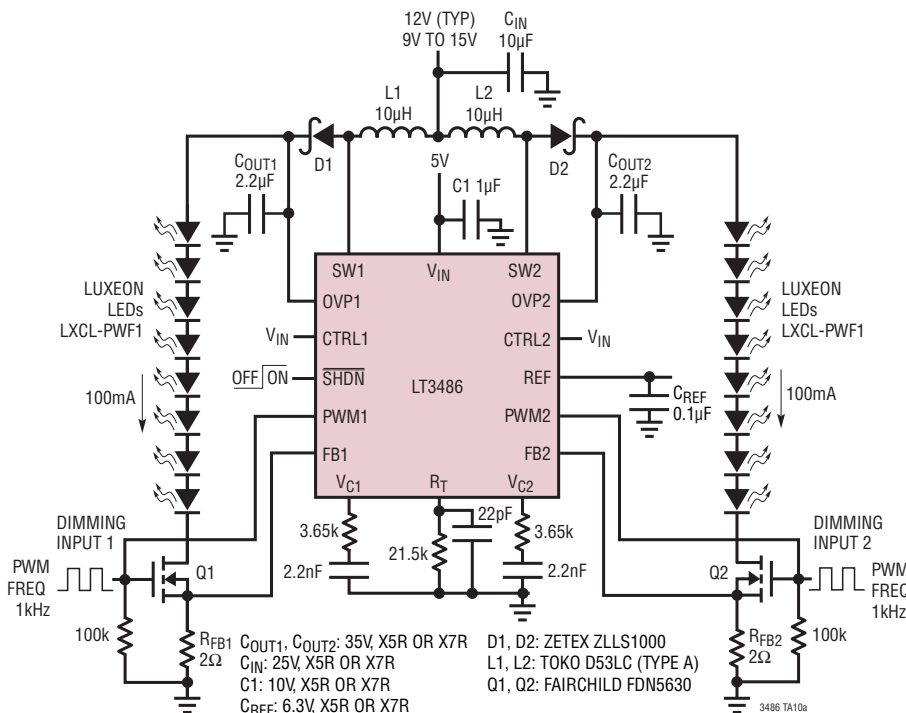 12V (TYP)
9V TO 15V
CIN
10µF
L1
10µH
L2
10µH
D1
5V
D2
COUT1
2.2µF
C1 1µF
COUT2
2.2µF
SW1
VIN
SW2
OVP1
OVP2
LUXEON
LEDs
LXCL-PWF1
LUXEON
LEDs
LXCL-PWF1
VIN
CTRL1
CTRL2
VIN
OFF ON
SHDN
LT3486
REF
100mA
CREF
0.1µF
100mA
PWM1
PWM2
FB1
FB2
VC1
RT
VC2
3.65k
22pF
3.65k
21.5k
2.2nF
2.2nF
DIMMING
INPUT 1
DIMMING
INPUT 2
PWM
FREQ
1kHz
Q1
Q2
PWM
FREQ
1kHz
100k
RFB1
2Ω
RFB2
2Ω
100k
COUT1, COUT2: 35V, X5R OR X7R
CIN: 25V, X5R OR X7R
C1: 10V, X5R OR X7R
CREF: 6.3V, X5R OR X7R
D1, D2: ZETEX ZLLS1000
L1, L2: TOKO D53LC (TYPE A)
Q1, Q2: FAIRCHILD FDN5630
3486 TA10a